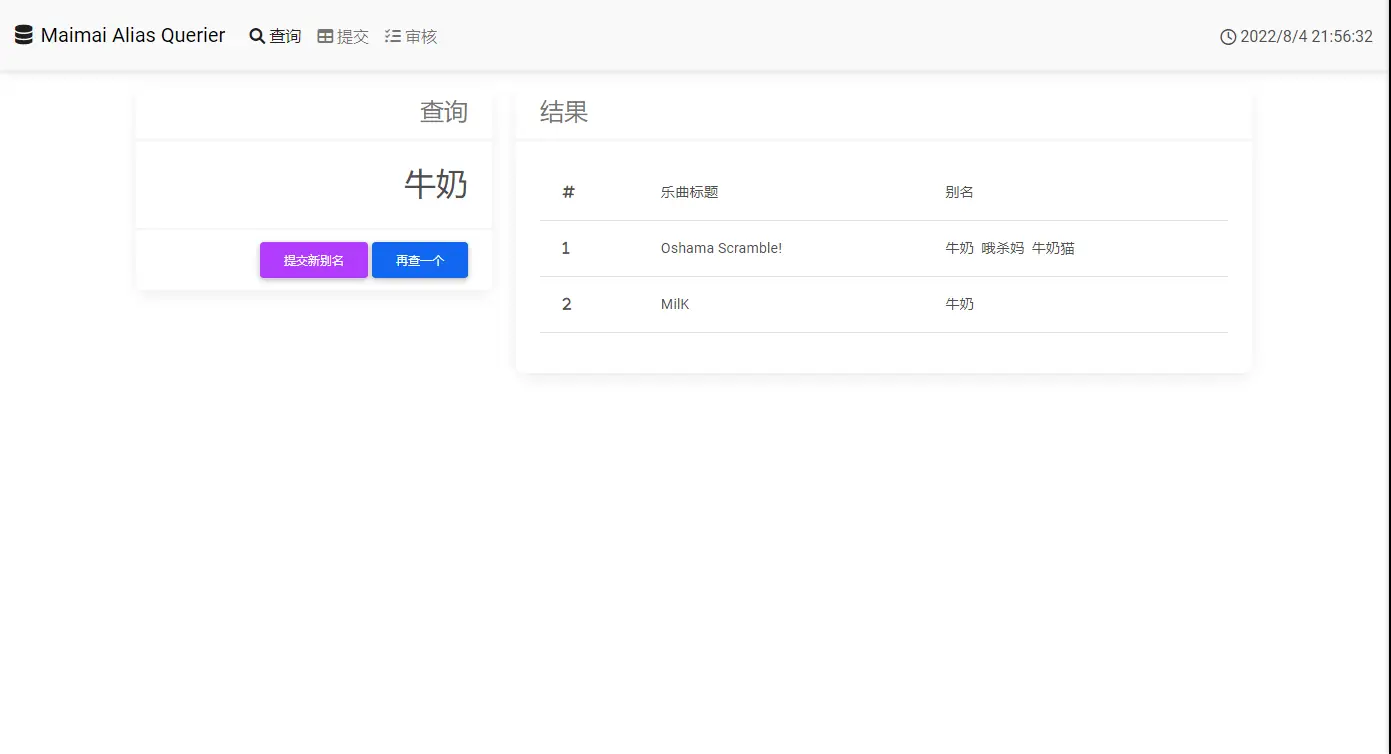 Maimai Alias Querier 查询 提交 审核 2022/8/4 21:56:32
查询
牛奶
提交新别名 再查一个
结果
# 乐曲标题 别名
1 Oshama Scramble! 牛奶 哦杀妈 牛奶猫
2 MilK 牛奶